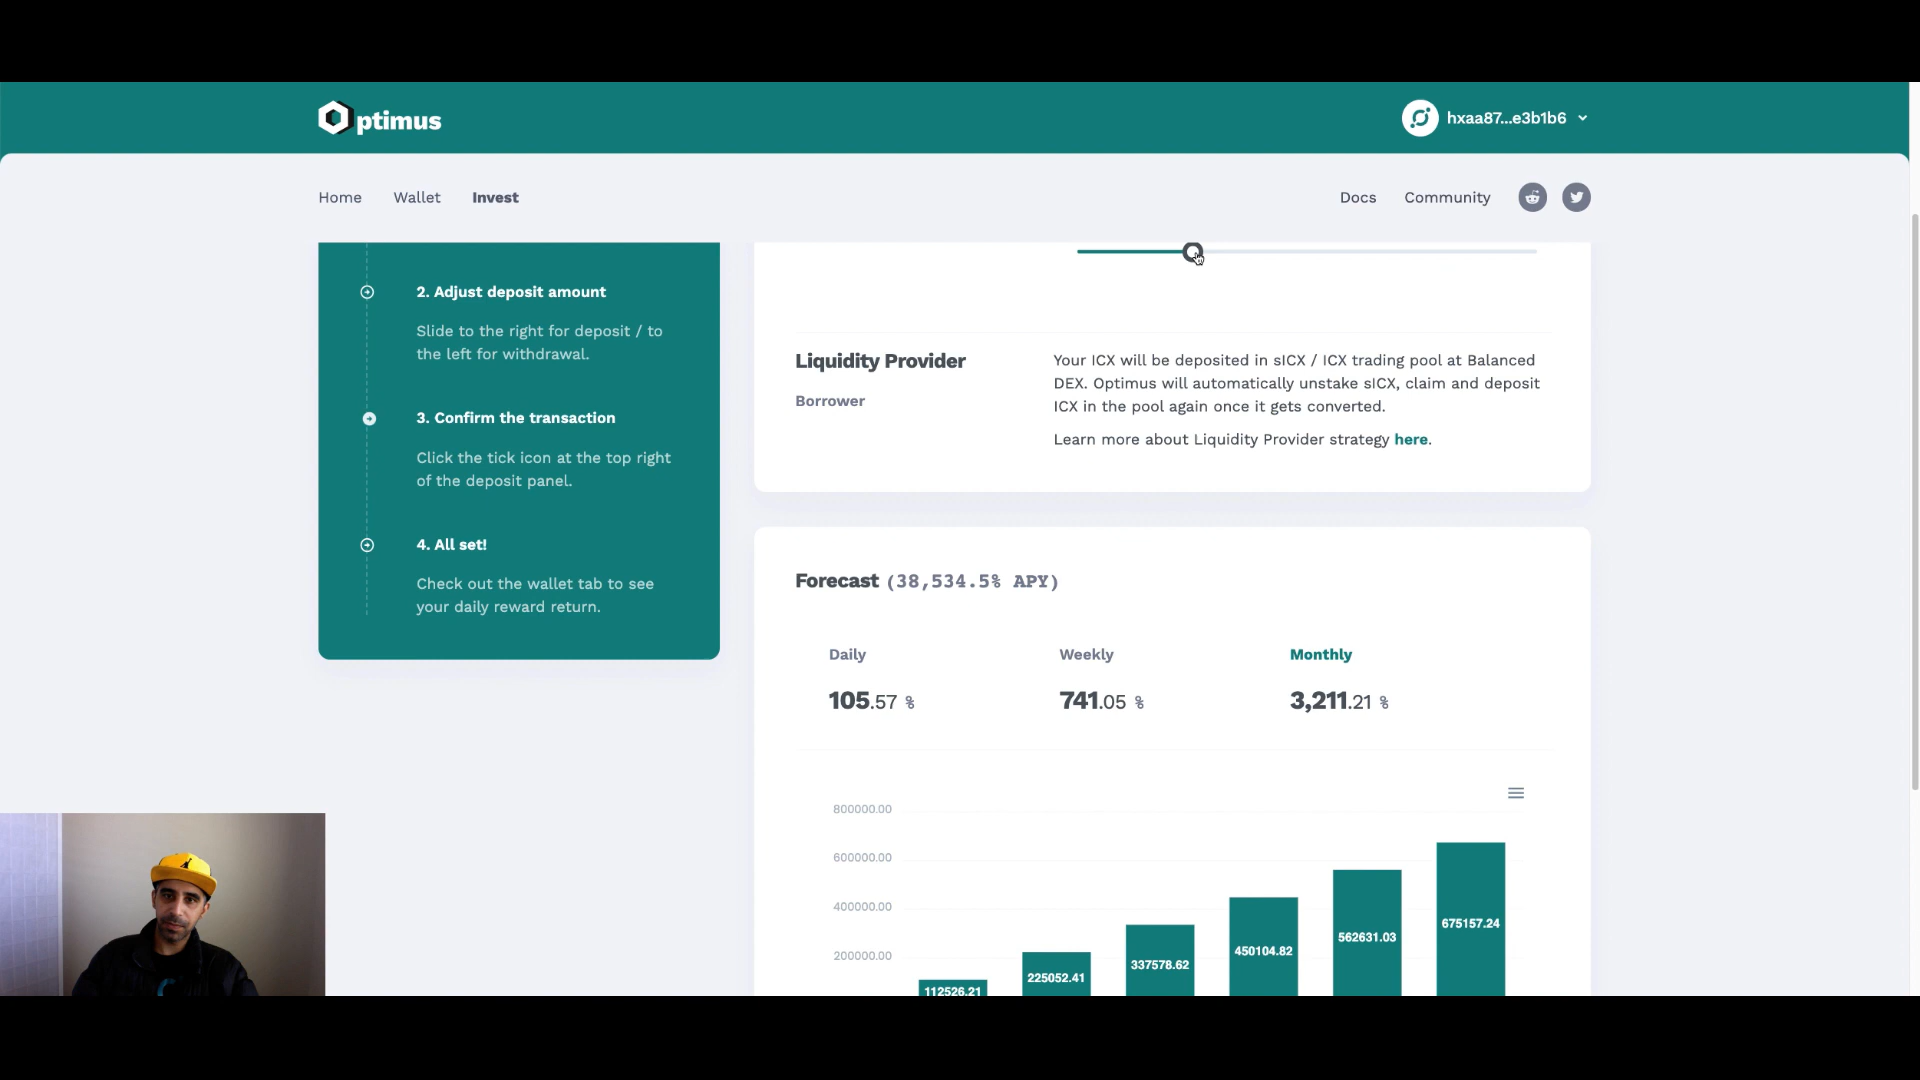 Optimus
hxaa87...e3b1b6
Home Wallet Invest
Docs Community
2. Adjust deposit amount
Slide to the right for deposit / to
the left for withdrawal.
3. Confirm the transaction
Click the tick icon at the top right
of the deposit panel.
4. All set!
Check out the wallet tab to see
your daily reward return.
Liquidity Provider
Borrower
Your ICX will be deposited in sICX / ICX trading pool at Balanced
DEX. Optimus will automatically unstake sICX, claim and deposit
ICX in the pool again once it gets converted.
Learn more about Liquidity Provider strategy here.
Forecast (38,534.5% APY)
Daily Weekly Monthly
105.57 % 741.05 % 3,211.21 %
800000.00
600000.00
400000.00
200000.00
112526.21
225052.41
337578.62
450104.82
562631.03
675157.24